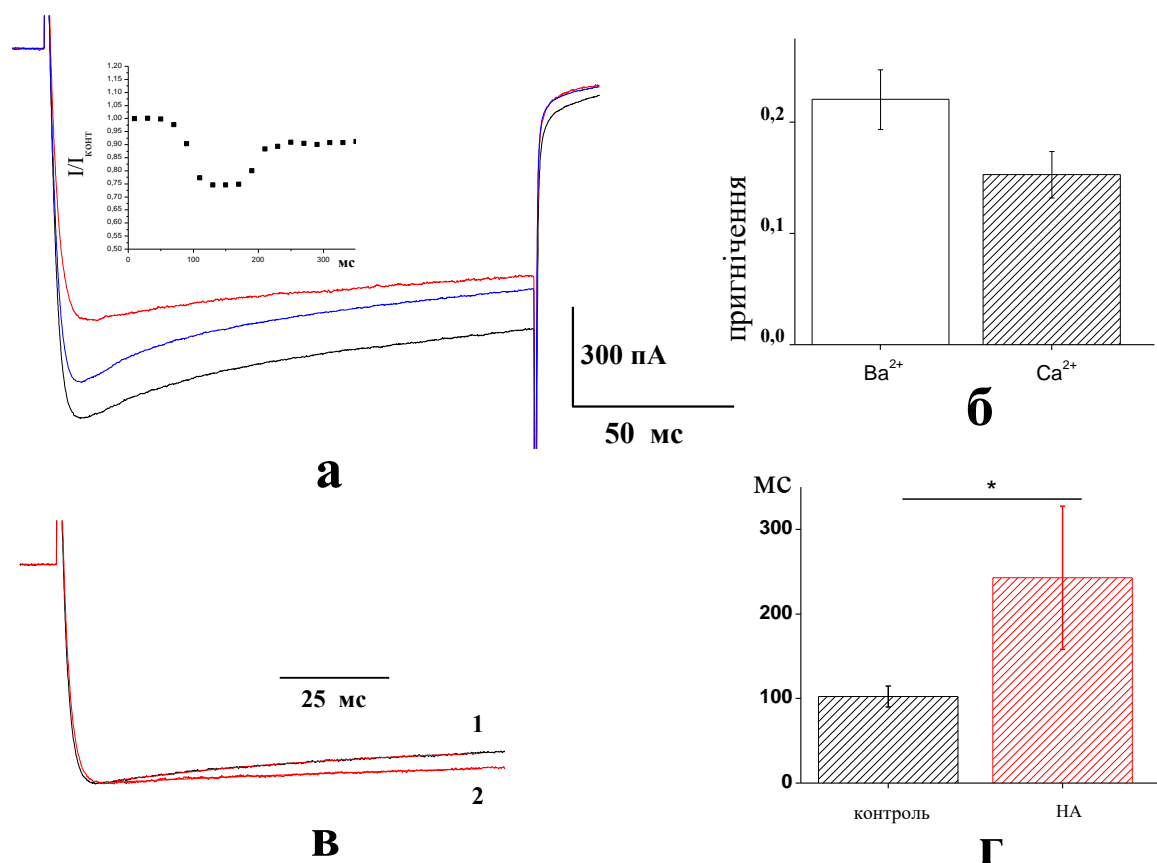 1,20
1,15
1,10
1,05
1,00
0,95
0,90
0,85
0,80
0,75
0,70
0,65
0,60
0,55
0,50
I/Iконт
0 100 200 300
мс
300 пА
50 мс
а
0,2
0,1
0,0
пригнічення
Ba2+ Ca2+
б
25 мс
1
2
в
мс
*
300
200
100
0
контроль НА
г